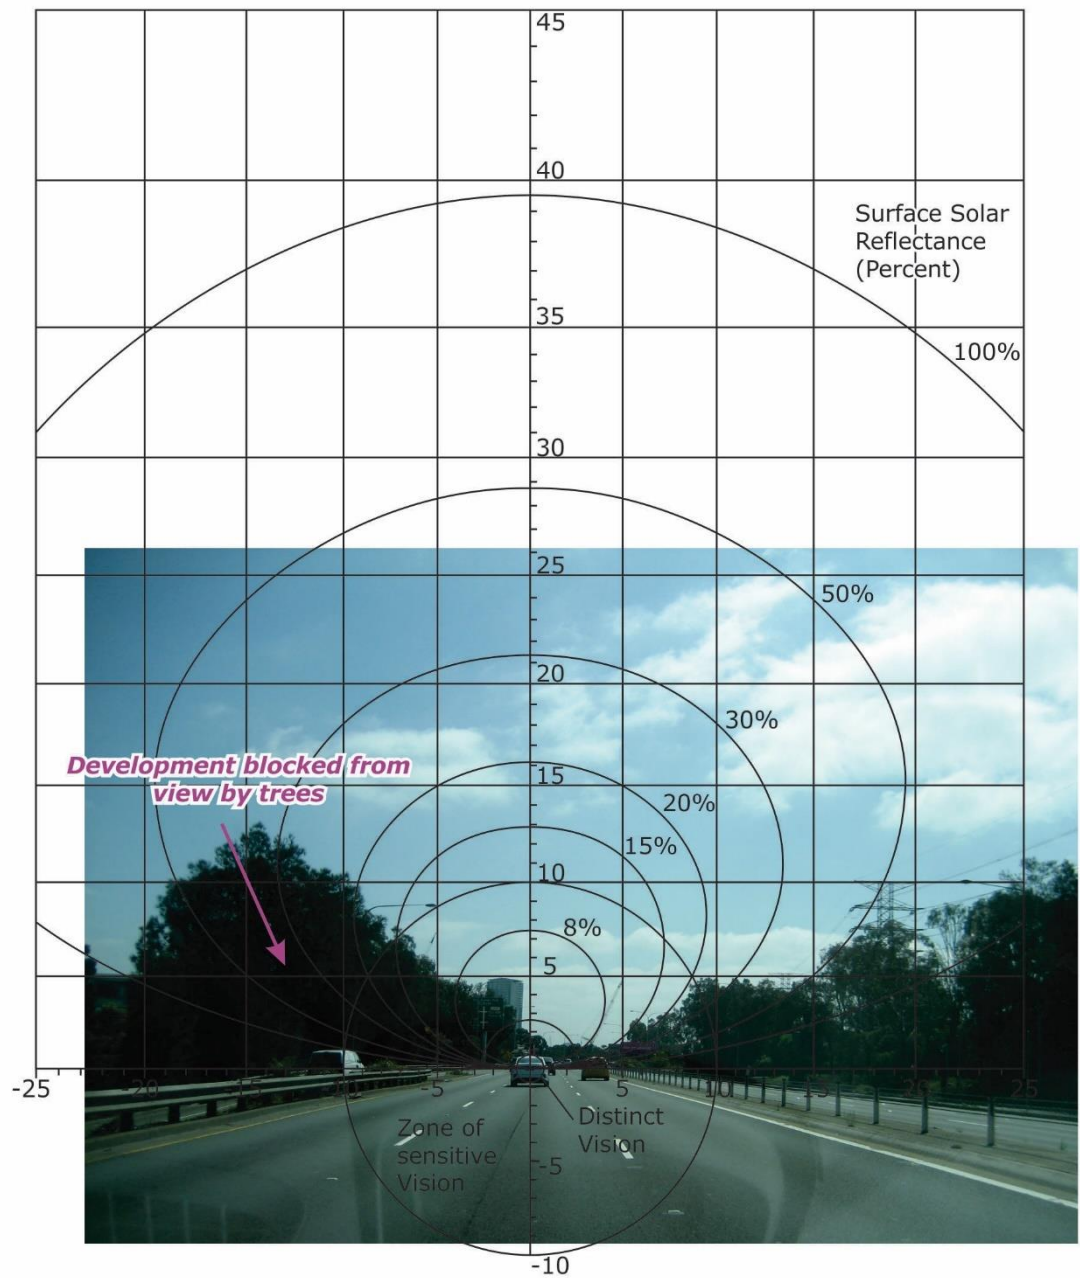 45
40
Surface Solar
Reflectance
(Percent)
35
100%
30
25
50%
20
30%
Development blocked from
view by trees
15
20%
15%
10
8%
5
-25
-20
-15
-10
-5
5
10
15
20
25
Distinct
Vision
Zone of
sensitive
Vision
-5
-10